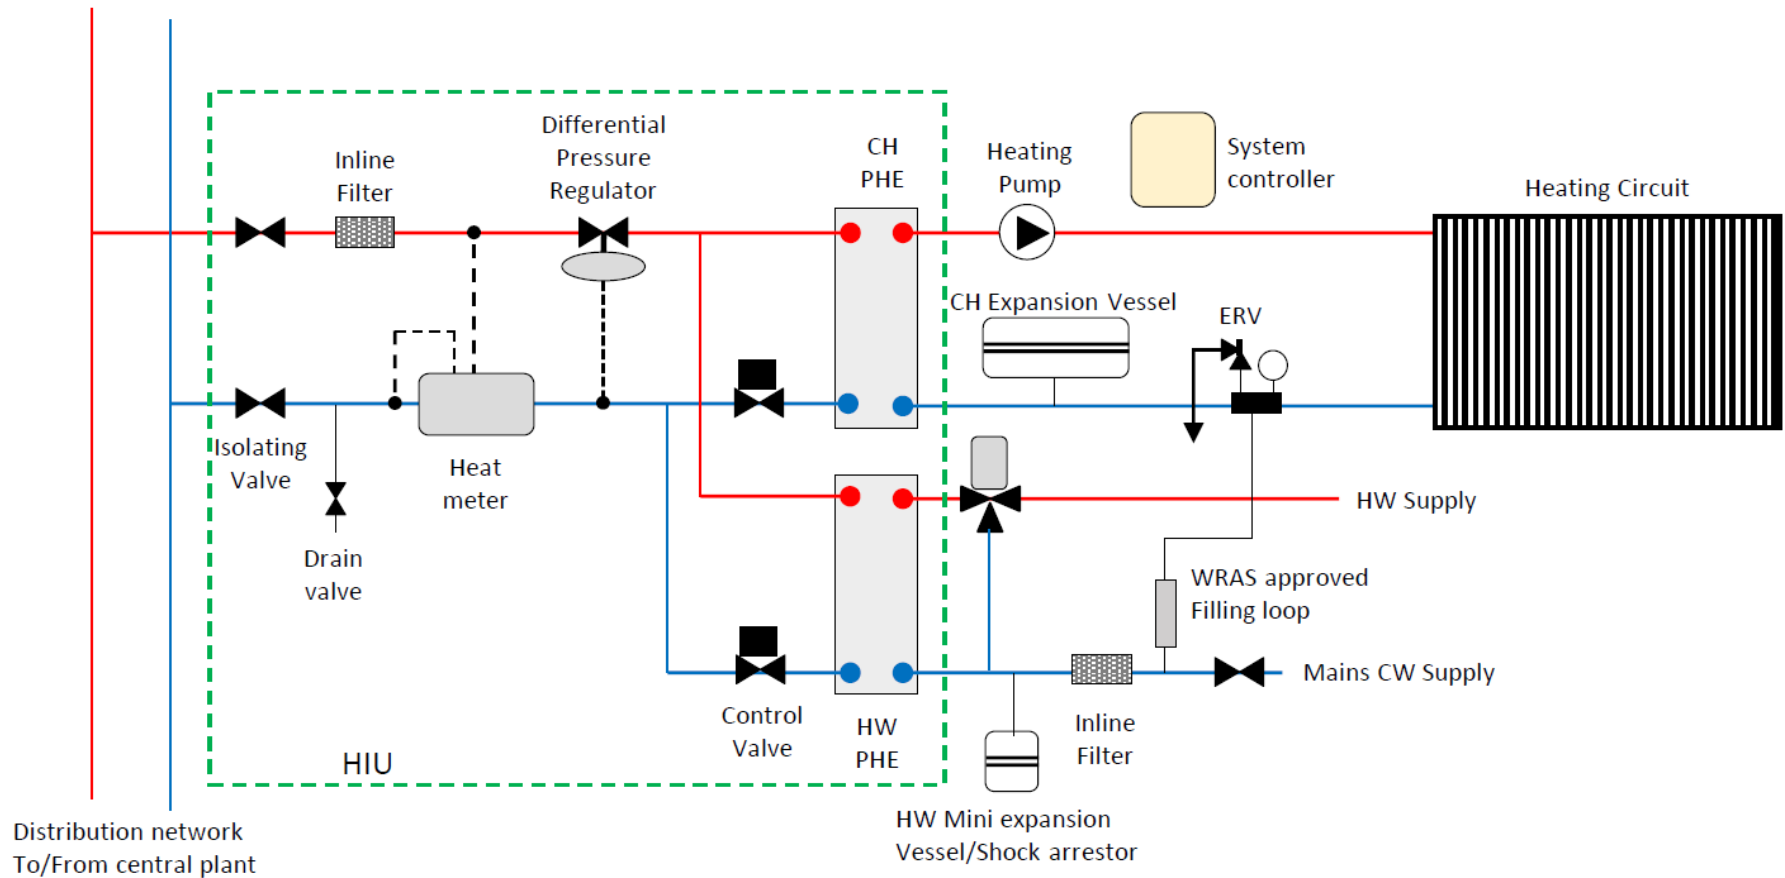 Differential
Pressure
Regulator
Inline
Filter
CH
PHE
Heating
Pump
System
controller
Heating Circuit
CH Expansion Vessel
ERV
Isolating
Valve
Heat
meter
HW Supply
Drain
valve
WRAS approved
Filling loop
Mains CW Supply
Control
Valve
HW
PHE
Inline
Filter
HIU
HW Mini expansion
Vessel/Shock arrestor
Distribution network
To/From central plant